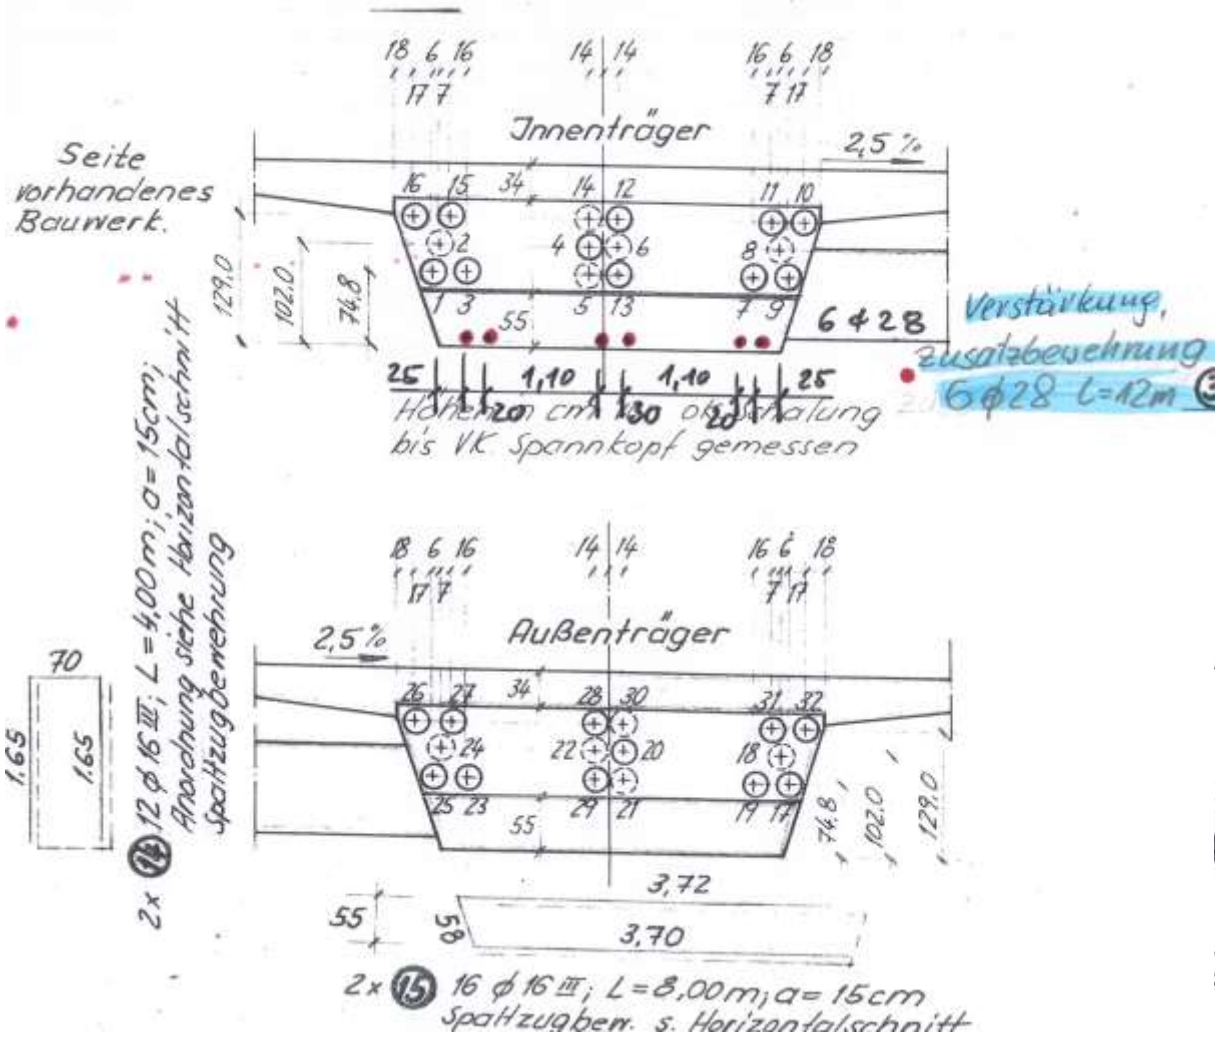 18 6 16 14 14 16 6 18
17 7 7 17
Innenträger
2,5 %
Seite
vorhandenes
Bauwerk.
16 15 34 14 12 11 10
2 4 6 8
1 3 55 5 13 7 9
129.0
102.0
74.8
6 ϕ 28
Verstärkung,
Zusatzbewehrung
6 ϕ 28 L=12m
25 1,10 1,10 25
20 30 20
bis VK Spannkopf gemessen
2x 14 12 ϕ 16 III; L=4,00m; a=15cm;
Anordnung siehe Horizontalschnitt
Spaltzugbewehrung
18 6 16 14 14 16 6 18
17 7 7 17
Außenträger
2,5%
70
1.65
1.65
26 27 34 28 30 31 32
24 22 20 18
25 23 55 29 21 19 17
74.8
102.0
129.0
3,72
55
58
3,70
2x 15 16 ϕ 16 III; L=8,00m; a=15cm
Spaltzugbew. s. Horizontalschnitt